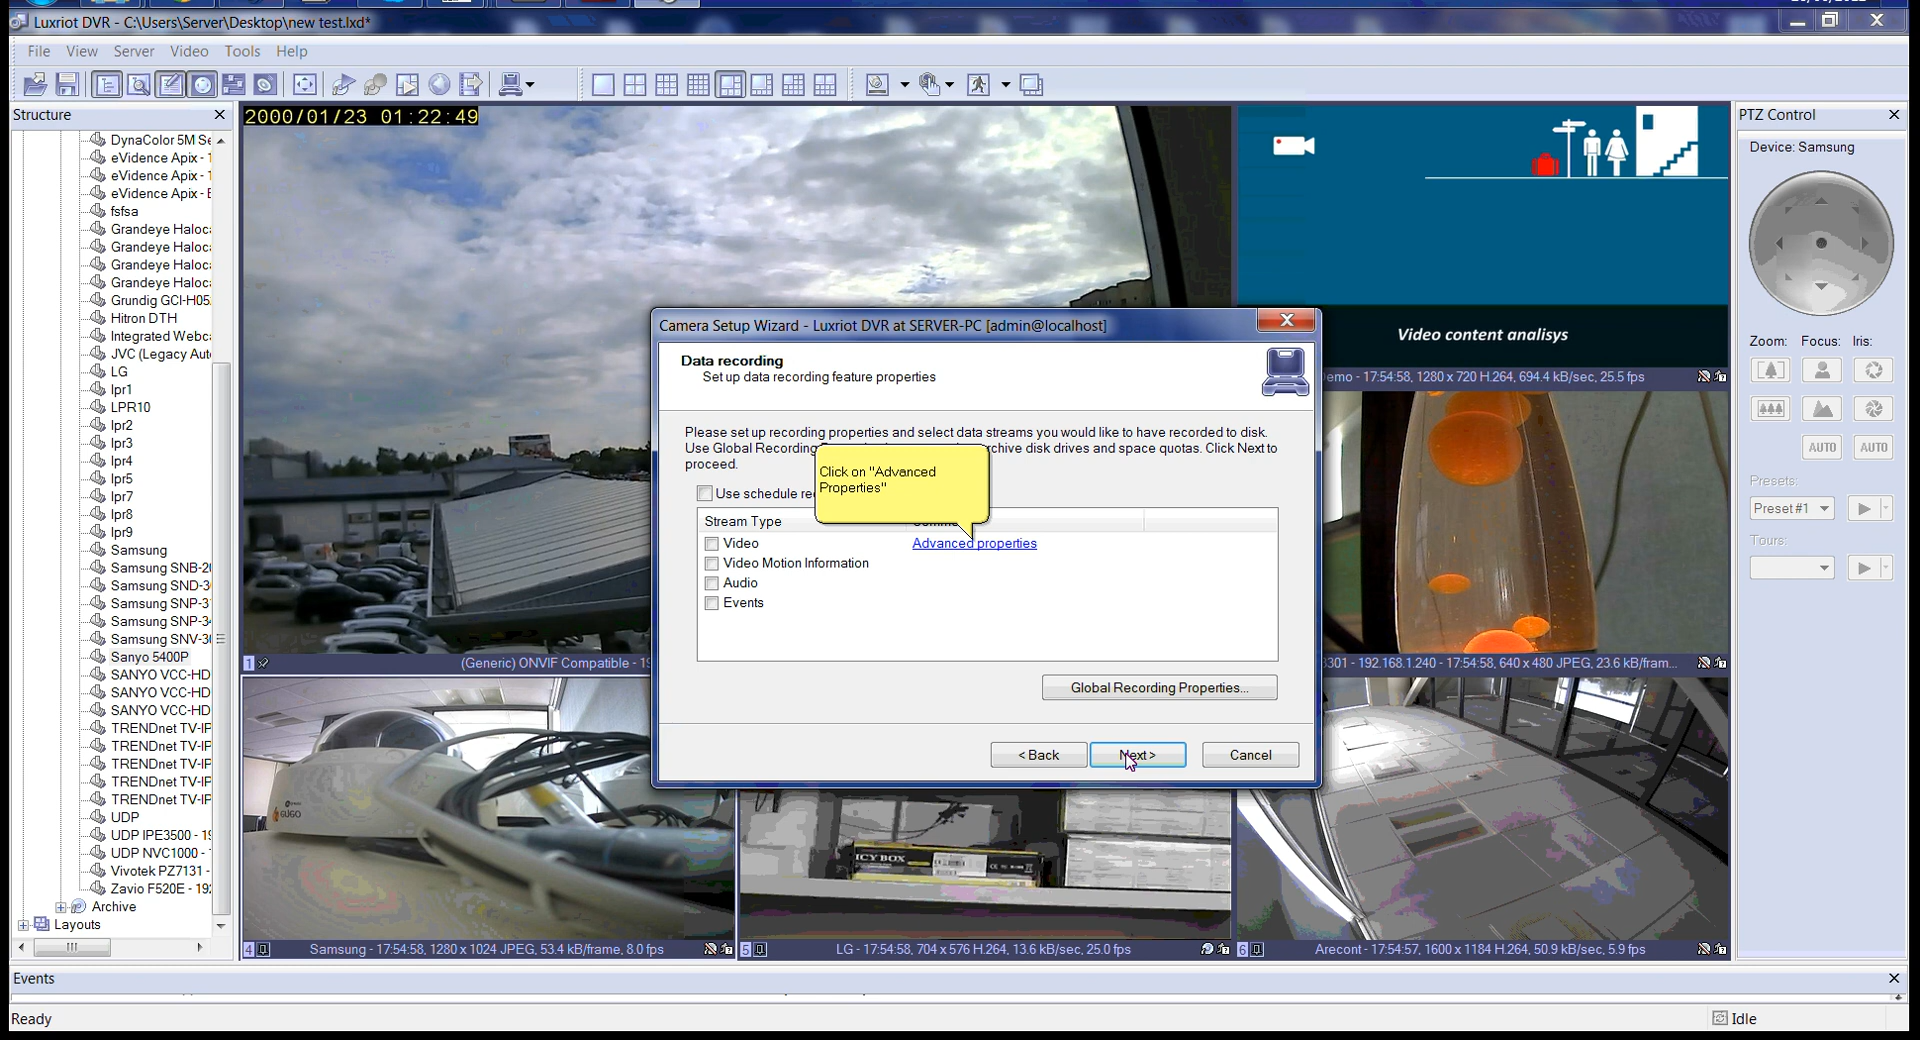 Luxriot DVR - C:\Users\Server\Desktop\new test.lxd*
File View Server Video Tools Help
Structure
DynaColor 5M Se
eVidence Apix - 1
eVidence Apix - 1
eVidence Apix - E
fsfsa
Grandeye Haloc
Grandeye Haloc
Grandeye Haloc
Grandeye Haloc
Grundig GCI-H05
Hitron DTH
Integrated Webc
JVC (Legacy Aut
LG
lpr1
LPR10
lpr2
lpr3
lpr4
lpr5
lpr7
lpr8
lpr9
Samsung
Samsung SNB-20
Samsung SND-3
Samsung SNP-3
Samsung SNP-3
Samsung SNV-30
Sanyo 5400P
SANYO VCC-HD
SANYO VCC-HD
SANYO VCC-HD
TRENDnet TV-IP
TRENDnet TV-IP
TRENDnet TV-IP
TRENDnet TV-IP
TRENDnet TV-IP
UDP
UDP IPE3500 - 19
UDP NVC1000 -
Vivotek PZ7131 -
Zavio F520E - 192
Archive
Layouts
2000/01/23 01:22:49
1
(Generic) ONVIF Compatible - 19
Video content analisys
Demo - 17:54:58, 1280 x 720 H.264, 694.4 kB/sec, 25.5 fps
3301 - 192.168.1.240 - 17:54:58, 640 x 480 JPEG, 23.6 kB/fram...
Camera Setup Wizard - Luxriot DVR at SERVER-PC [admin@localhost]
Data recording
Set up data recording feature properties
Please set up recording properties and select data streams you would like to have recorded to disk.
Use Global Recording archive disk drives and space quotas. Click Next to
proceed.
Click on "Advanced
Properties"
Use schedule re
Stream Type
Video Advanced properties
Video Motion Information
Audio
Events
Global Recording Properties...
< Back Next > Cancel
GUGO
ICY BOX
4 Samsung - 17:54:58, 1280 x 1024 JPEG, 53.4 kB/frame, 8.0 fps
5 LG - 17:54:58, 704 x 576 H.264, 13.6 kB/sec, 25.0 fps
6 Arecont - 17:54:57, 1600 x 1184 H.264, 50.9 kB/sec, 5.9 fps
PTZ Control
Device: Samsung
Zoom: Focus: Iris:
AUTO AUTO
Presets:
Preset #1
Tours:
Events
Ready
Idle